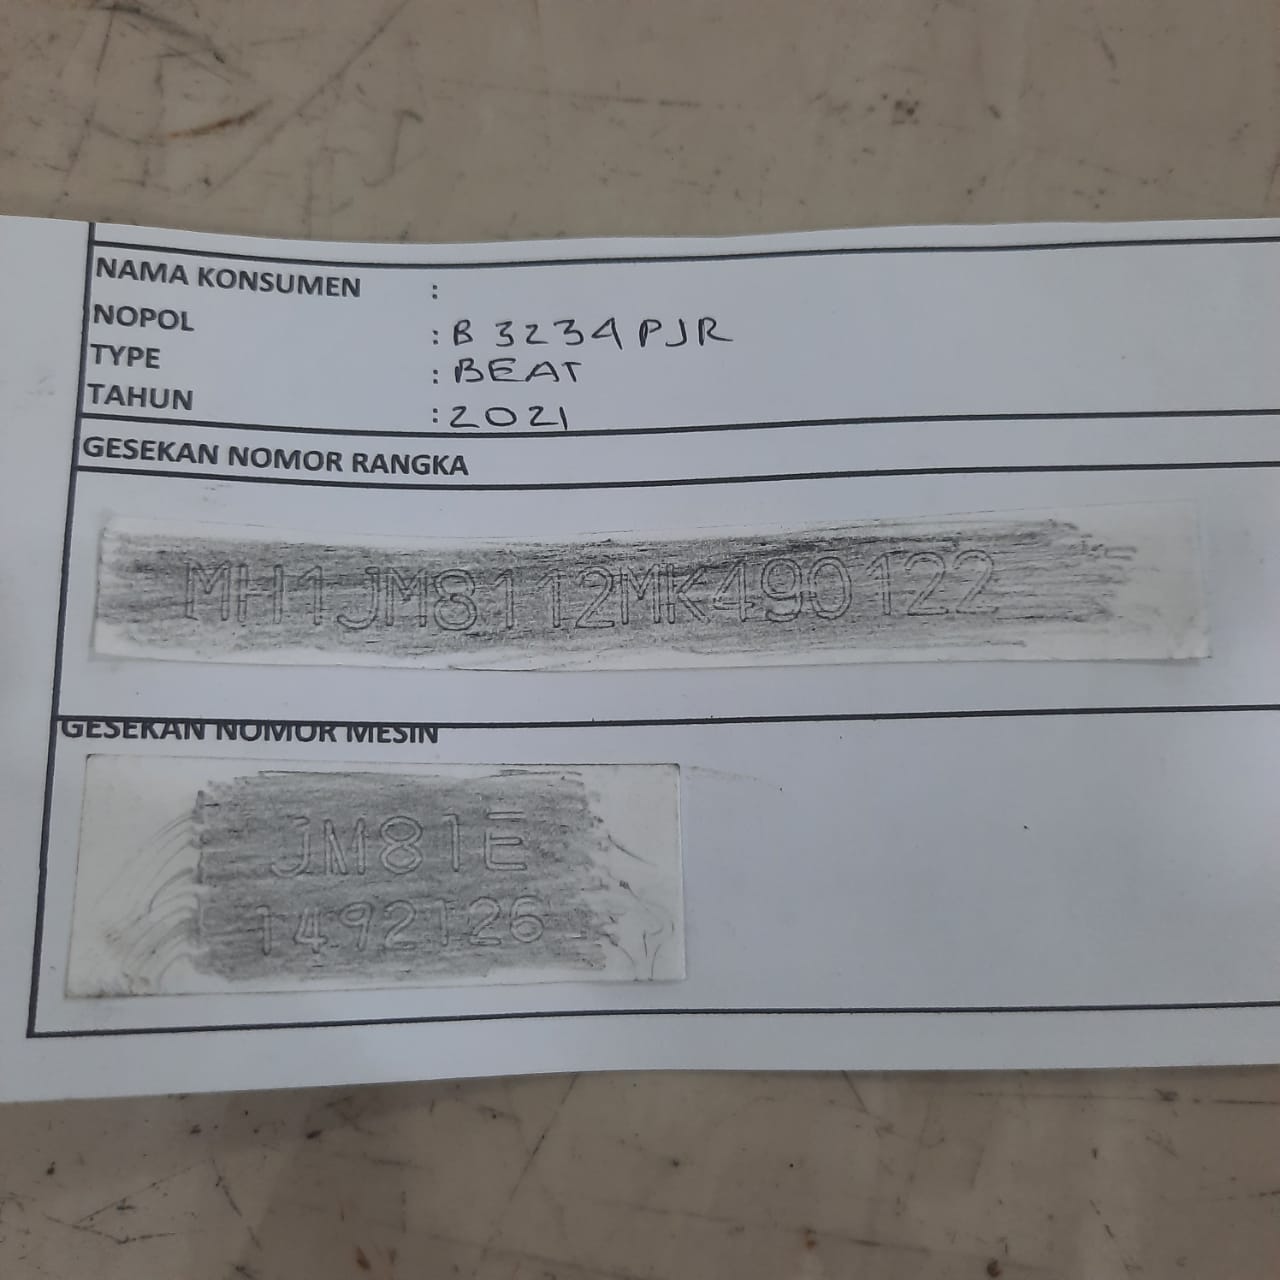 NAMA KONSUMEN :
NOPOL : B 3234 PJR
TYPE : BEAT
TAHUN : 2021
GESEKAN NOMOR RANGKA
MH1JM8112MK490122
GESEKAN NOMOR MESIN
JM81E
1492126